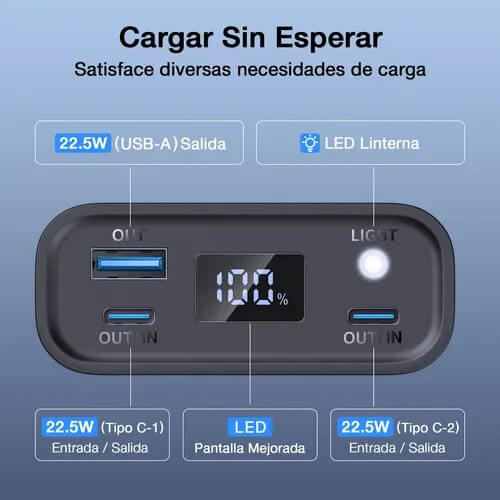 Cargar Sin Esperar
Satisface diversas necesidades de carga
22.5W (USB-A) Salida
LED Linterna
OUT
LIGHT
100%
OUT/IN
OUT/IN
22.5W (Tipo C-1)
Entrada / Salida
LED
Pantalla Mejorada
22.5W (Tipo C-2)
Entrada / Salida